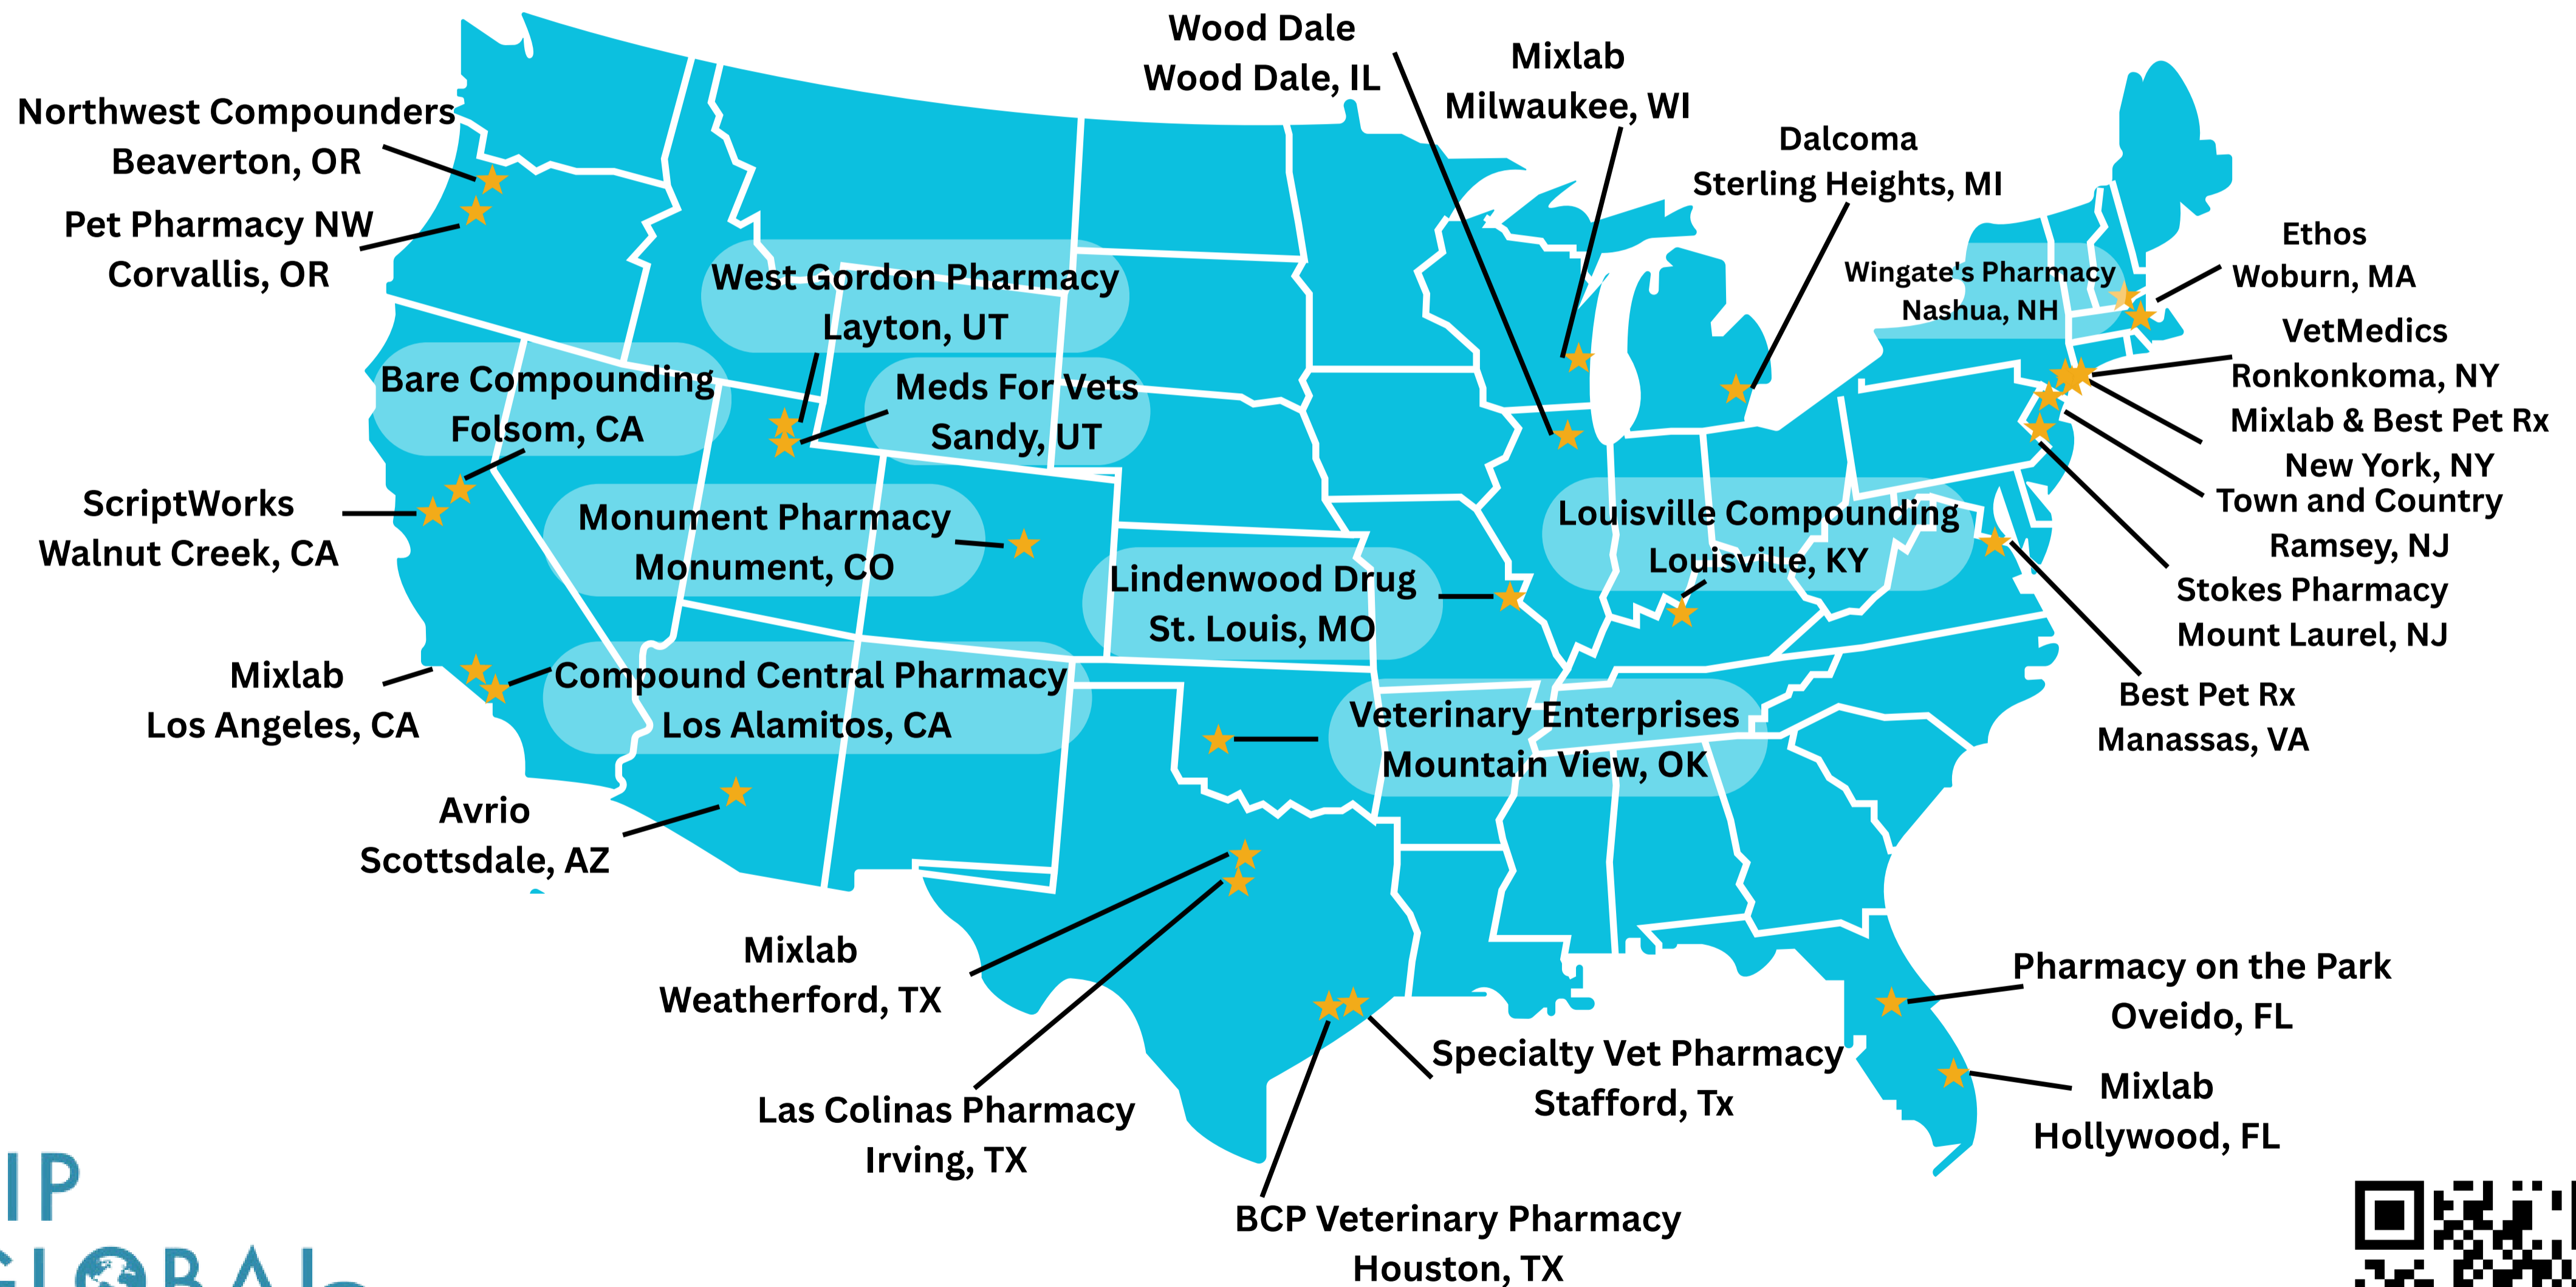 Wood Dale
Wood Dale, IL
Mixlab
Milwaukee, WI
Dalcoma
Sterling Heights, MI
Northwest Compounders
Beaverton, OR
Pet Pharmacy NW
Corvallis, OR
West Gordon Pharmacy
Layton, UT
Meds For Vets
Sandy, UT
Bare Compounding
Folsom, CA
ScriptWorks
Walnut Creek, CA
Monument Pharmacy
Monument, CO
Lindenwood Drug
St. Louis, MO
Louisville Compounding
Louisville, KY
Wingate's Pharmacy
Nashua, NH
Ethos
Woburn, MA
VetMedics
Ronkonkoma, NY
Mixlab & Best Pet Rx
New York, NY
Town and Country
Ramsey, NJ
Stokes Pharmacy
Mount Laurel, NJ
Best Pet Rx
Manassas, VA
Mixlab
Los Angeles, CA
Compound Central Pharmacy
Los Alamitos, CA
Veterinary Enterprises
Mountain View, OK
Avrio
Scottsdale, AZ
Mixlab
Weatherford, TX
Las Colinas Pharmacy
Irving, TX
Specialty Vet Pharmacy
Stafford, Tx
BCP Veterinary Pharmacy
Houston, TX
Pharmacy on the Park
Oveido, FL
Mixlab
Hollywood, FL
IP
GLOBAL